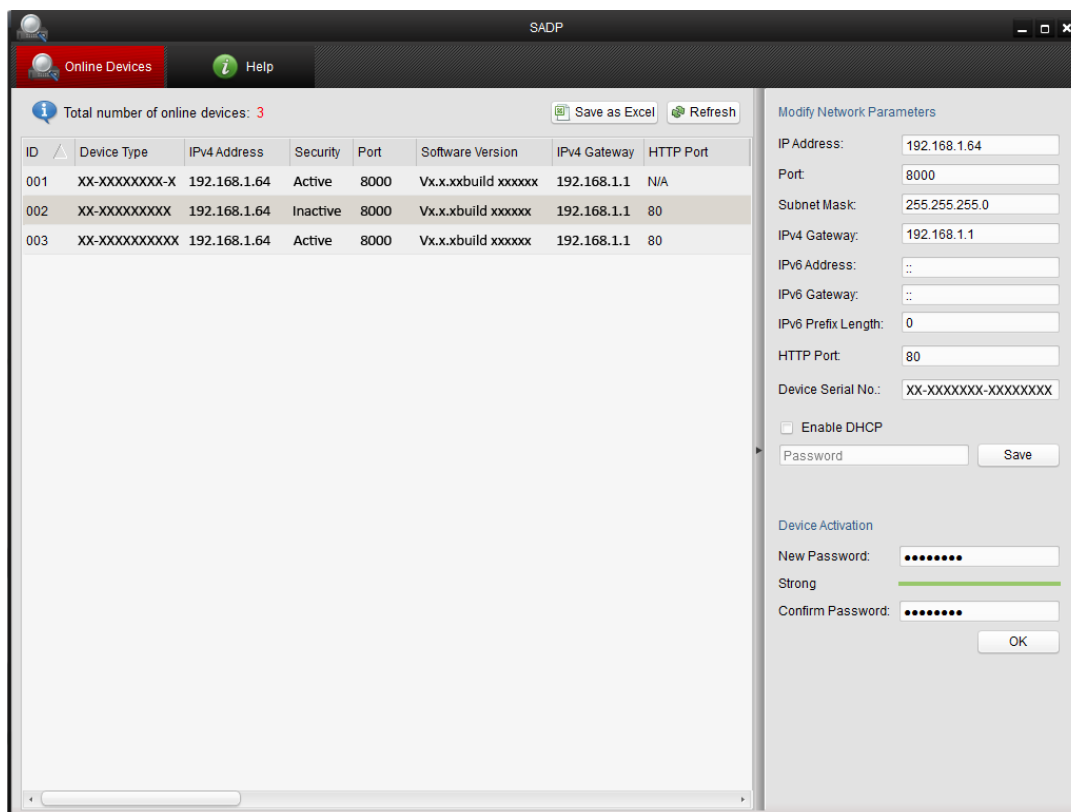 SADP
Online Devices
Help
Total number of online devices: 3
Save as Excel
Refresh
ID Device Type IPv4 Address Security Port Software Version IPv4 Gateway HTTP Port
001 XX-XXXXXXXX-X 192.168.1.64 Active 8000 Vx.x.xxbuild xxxxxx 192.168.1.1 N/A
002 XX-XXXXXXXXX 192.168.1.64 Inactive 8000 Vx.x.xbuild xxxxxx 192.168.1.1 80
003 XX-XXXXXXXXXX 192.168.1.64 Active 8000 Vx.x.xbuild xxxxxx 192.168.1.1 80
Modify Network Parameters
IP Address: 192.168.1.64
Port: 8000
Subnet Mask: 255.255.255.0
IPv4 Gateway: 192.168.1.1
IPv6 Address: ::
IPv6 Gateway: ::
IPv6 Prefix Length: 0
HTTP Port: 80
Device Serial No.: XX-XXXXXXX-XXXXXXXX
Enable DHCP
Password Save
Device Activation
New Password: ●●●●●●●●
Strong
Confirm Password: ●●●●●●●●
OK